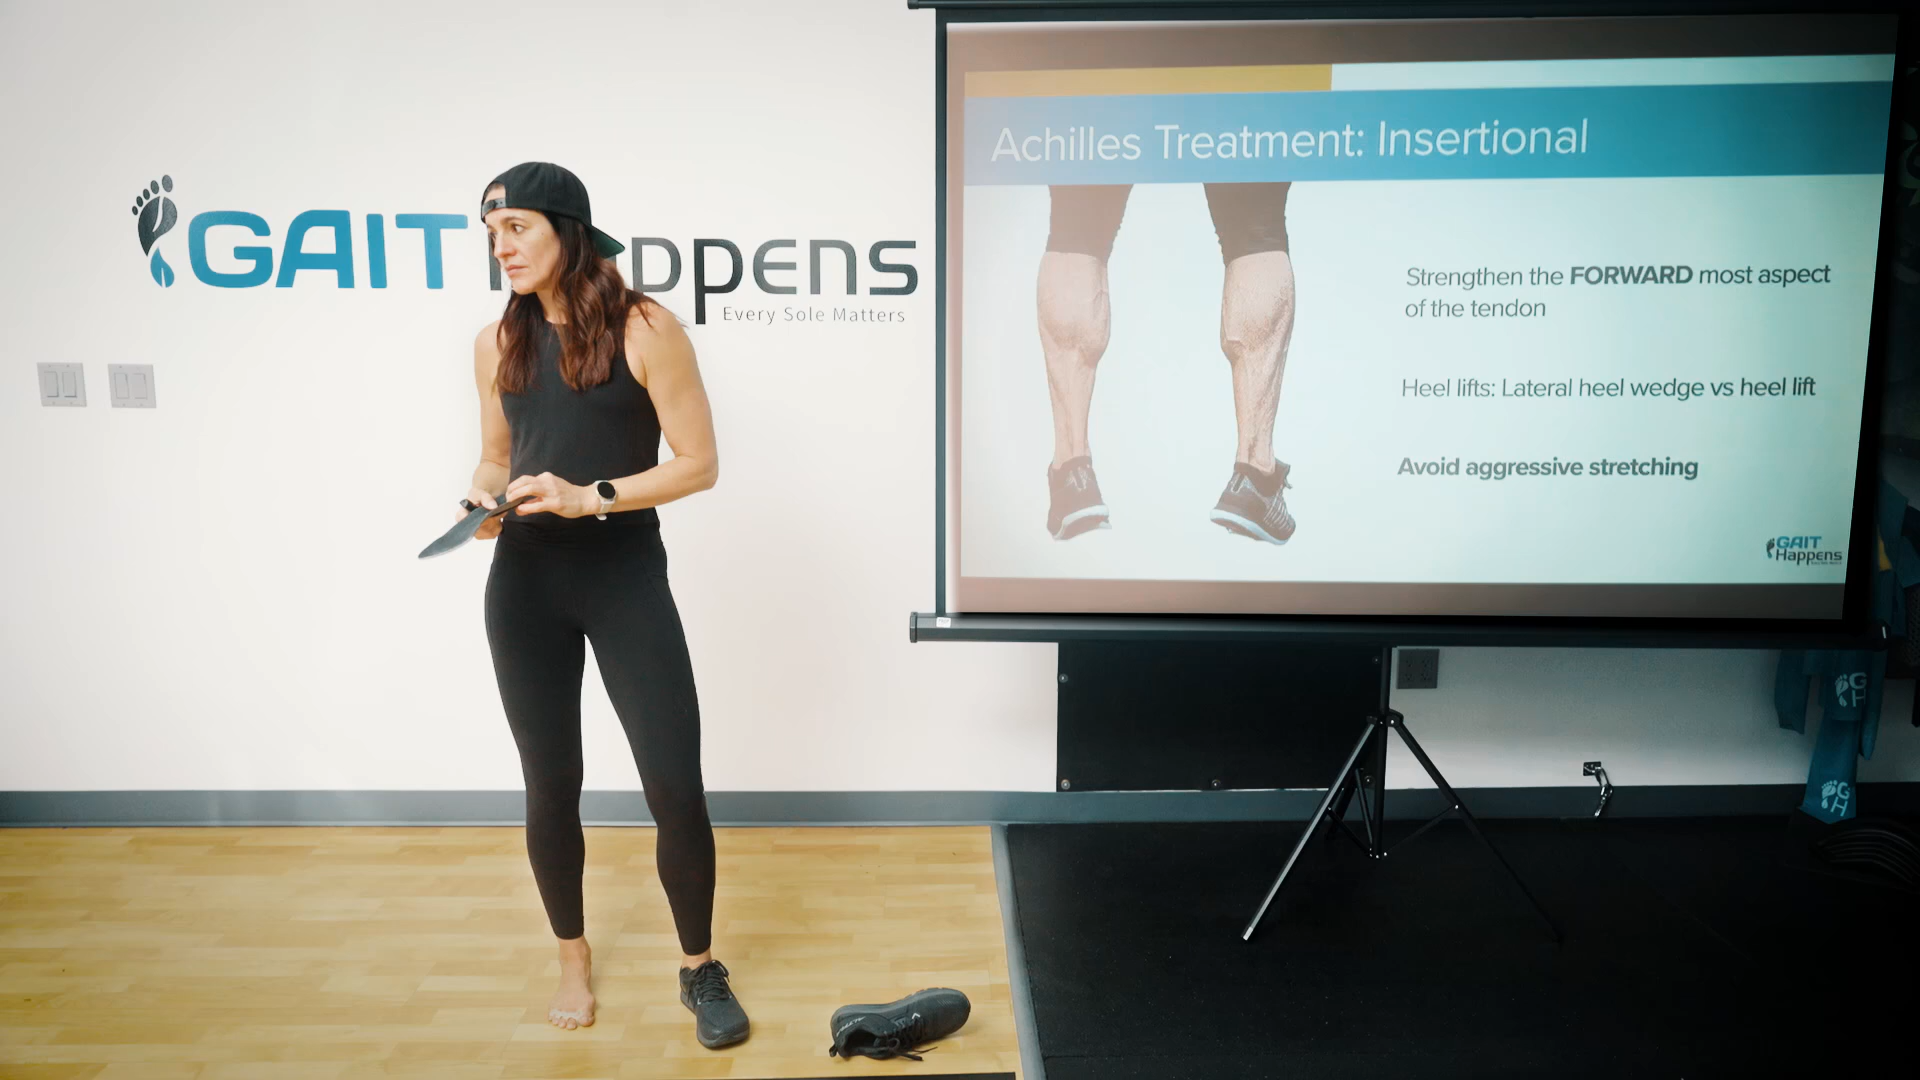 GAIT
ppens
Every Sole Matters
Achilles Treatment: Insertional
Strengthen the FORWARD most aspect
of the tendon
Heel lifts: Lateral heel wedge vs heel lift
Avoid aggressive stretching
GAIT
Happens
G
H
G
H